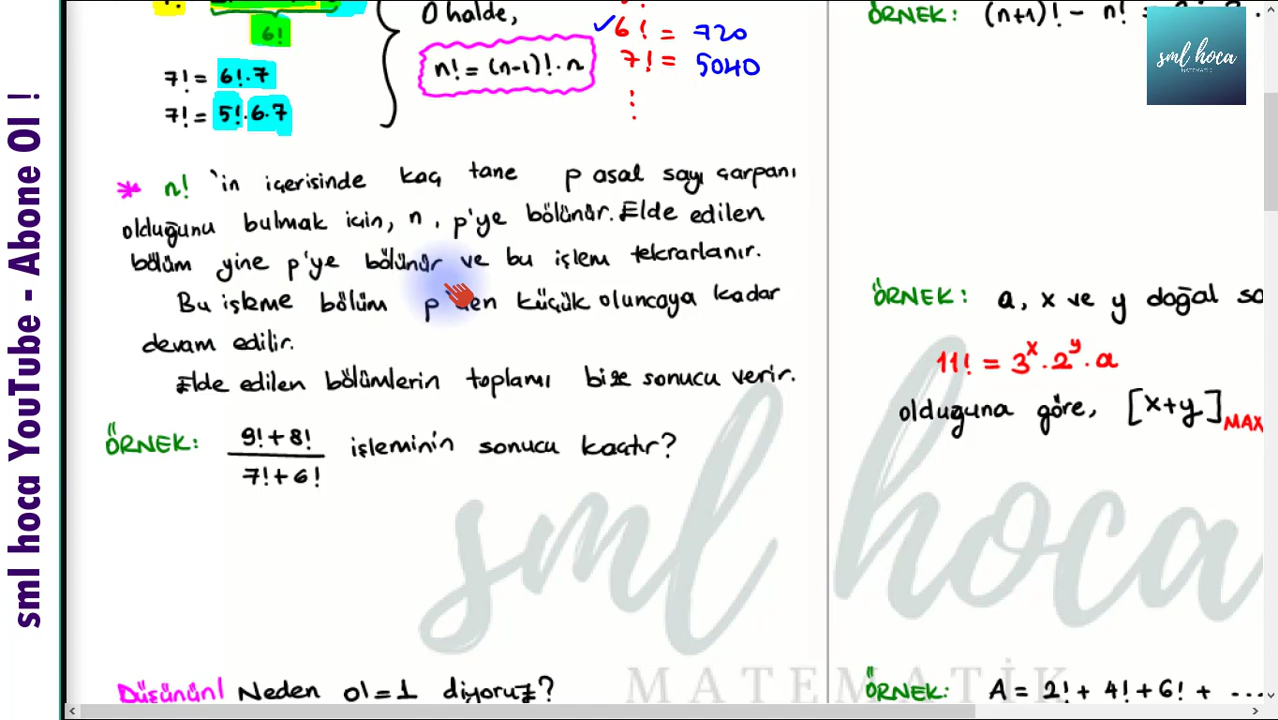 sml hoca YouTube - Abone Ol !
6!
7! = 6!.7
7! = 5!.6.7
O halde,
n! = (n-1)!.n
6! = 720
7! = 5040
* n! 'in içerisinde kaç tane p asal sayı çarpanı
olduğunu bulmak için, n, p'ye bölünür. Elde edilen
bölüm yine p'ye bölünür ve bu işlem tekrarlanır.
Bu işleme bölüm p'den küçük oluncaya kadar
devam edilir.
Elde edilen bölümlerin toplamı bize sonucu verir.
ÖRNEK: 9!+8! işleminin sonucu kaçtır?
7!+6!
Düşünün! Neden 0!=1 diyoruz?
ÖRNEK: (n+1)! - n! =
sml hoca
MATEMATİK
ÖRNEK: a, x ve y doğal sa
11! = 3^x.2^y.a
olduğuna göre, [x+y]MAX
ÖRNEK: A = 2! + 4! + 6! + ....
sml hoca
MATEMATİK